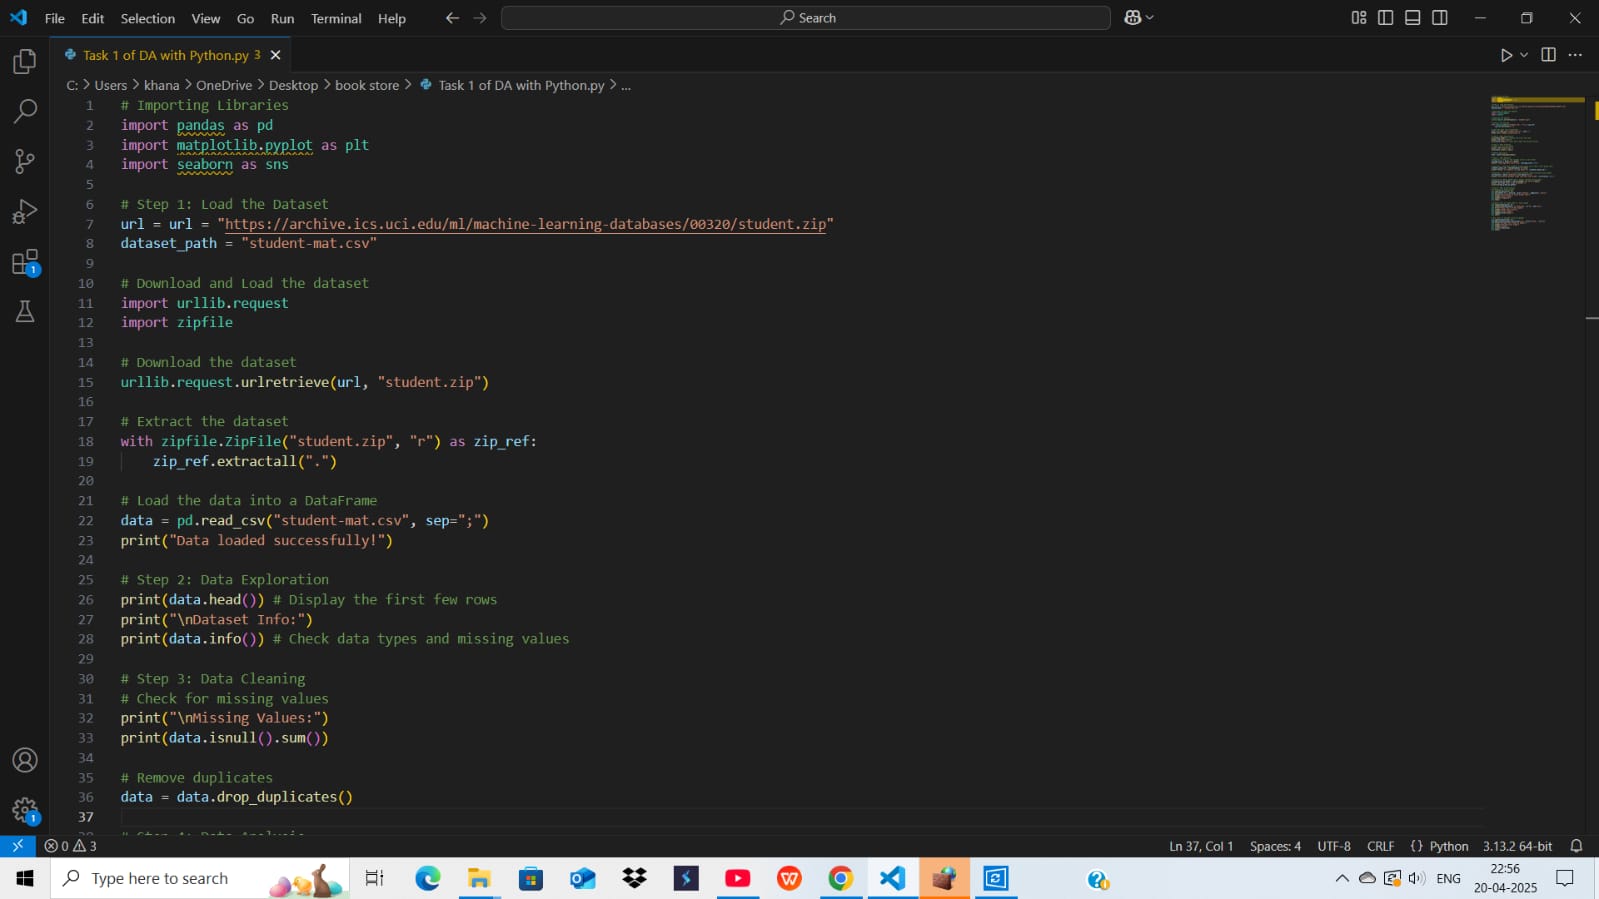 File Edit Selection View Go Run Terminal Help Search
Task 1 of DA with Python.py 3
C: > Users > khana > OneDrive > Desktop > book store > Task 1 of DA with Python.py > ...
1 # Importing Libraries
2 import pandas as pd
3 import matplotlib.pyplot as plt
4 import seaborn as sns
5
6 # Step 1: Load the Dataset
7 url = url = "https://archive.ics.uci.edu/ml/machine-learning-databases/00320/student.zip"
8 dataset_path = "student-mat.csv"
9
10 # Download and Load the dataset
11 import urllib.request
12 import zipfile
13
14 # Download the dataset
15 urllib.request.urlretrieve(url, "student.zip")
16
17 # Extract the dataset
18 with zipfile.ZipFile("student.zip", "r") as zip_ref:
19     zip_ref.extractall(".")
20
21 # Load the data into a DataFrame
22 data = pd.read_csv("student-mat.csv", sep=";")
23 print("Data loaded successfully!")
24
25 # Step 2: Data Exploration
26 print(data.head()) # Display the first few rows
27 print("\nDataset Info:")
28 print(data.info()) # Check data types and missing values
29
30 # Step 3: Data Cleaning
31 # Check for missing values
32 print("\nMissing Values:")
33 print(data.isnull().sum())
34
35 # Remove duplicates
36 data = data.drop_duplicates()
37
38 # Step 4: Data Analysis
1
1
0 3 Ln 37, Col 1 Spaces: 4 UTF-8 CRLF {} Python 3.13.2 64-bit
Type here to search ENG 22:56
20-04-2025